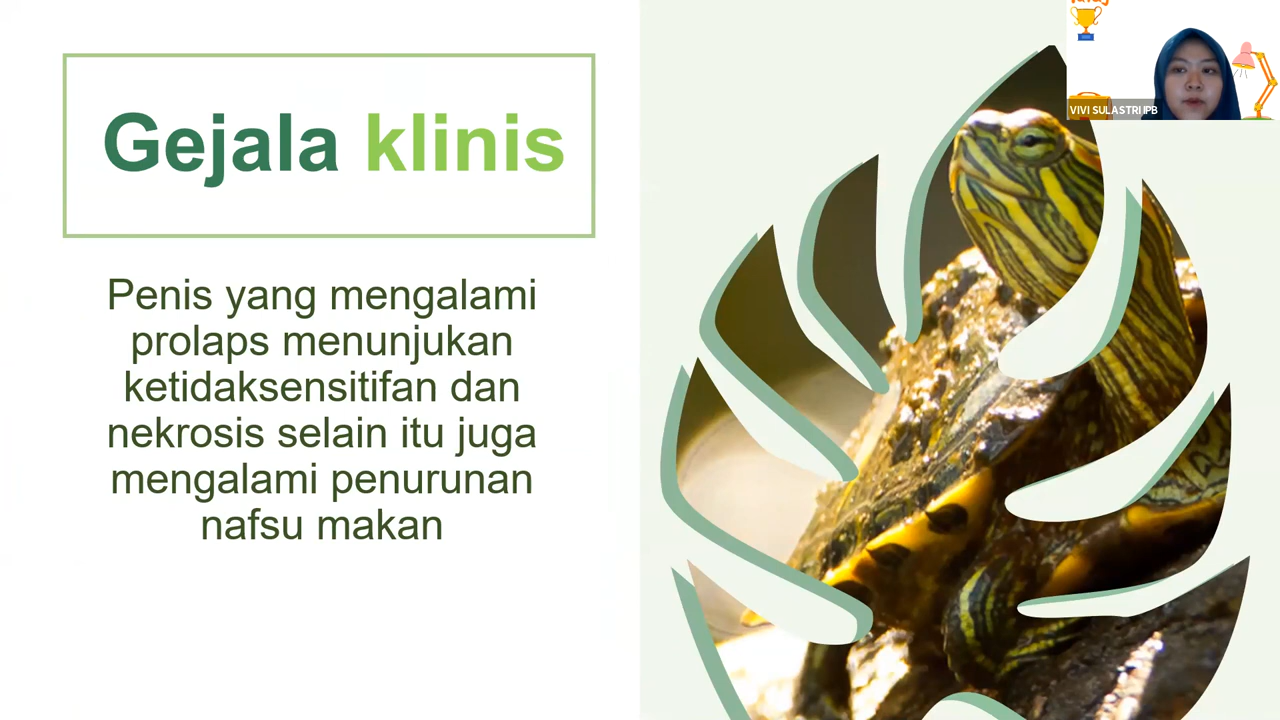 Gejala klinis
Penis yang mengalami
prolaps menunjukan
ketidaksensitifan dan
nekrosis selain itu juga
mengalami penurunan
nafsu makan
VIVI SULASTRI IPB